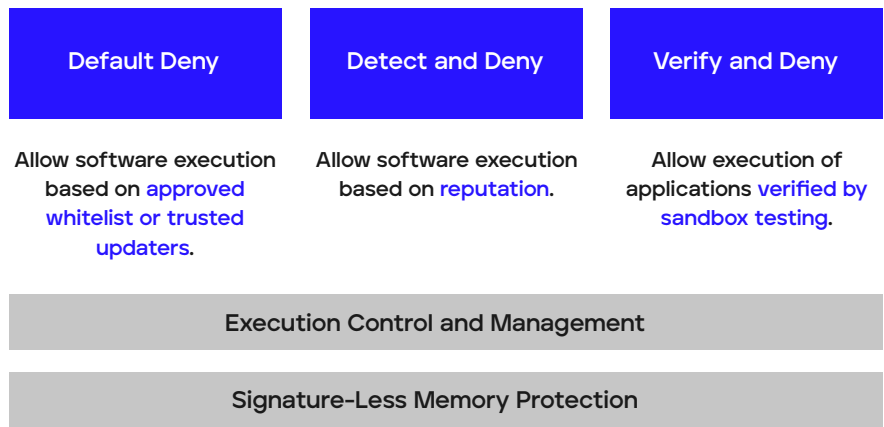 Default Deny
Detect and Deny
Verify and Deny
Allow software execution
based on approved
whitelist or trusted
updaters.
Allow software execution
based on reputation.
Allow execution of
applications verified by
sandbox testing.
Execution Control and Management
Signature-Less Memory Protection